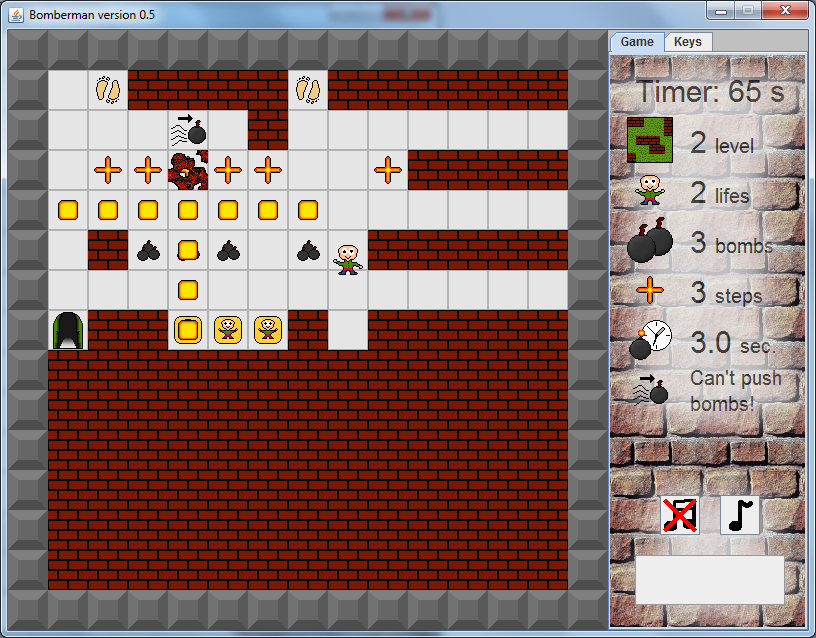 Bomberman version 0.5
Game Keys
Timer: 65 s
2 level
2 lifes
3 bombs
3 steps
3.0 sec.
Can't push
bombs!